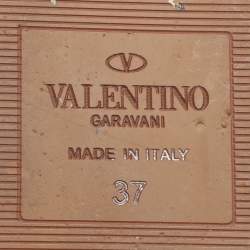 VALENTINO
GARAVANI
MADE IN ITALY
37